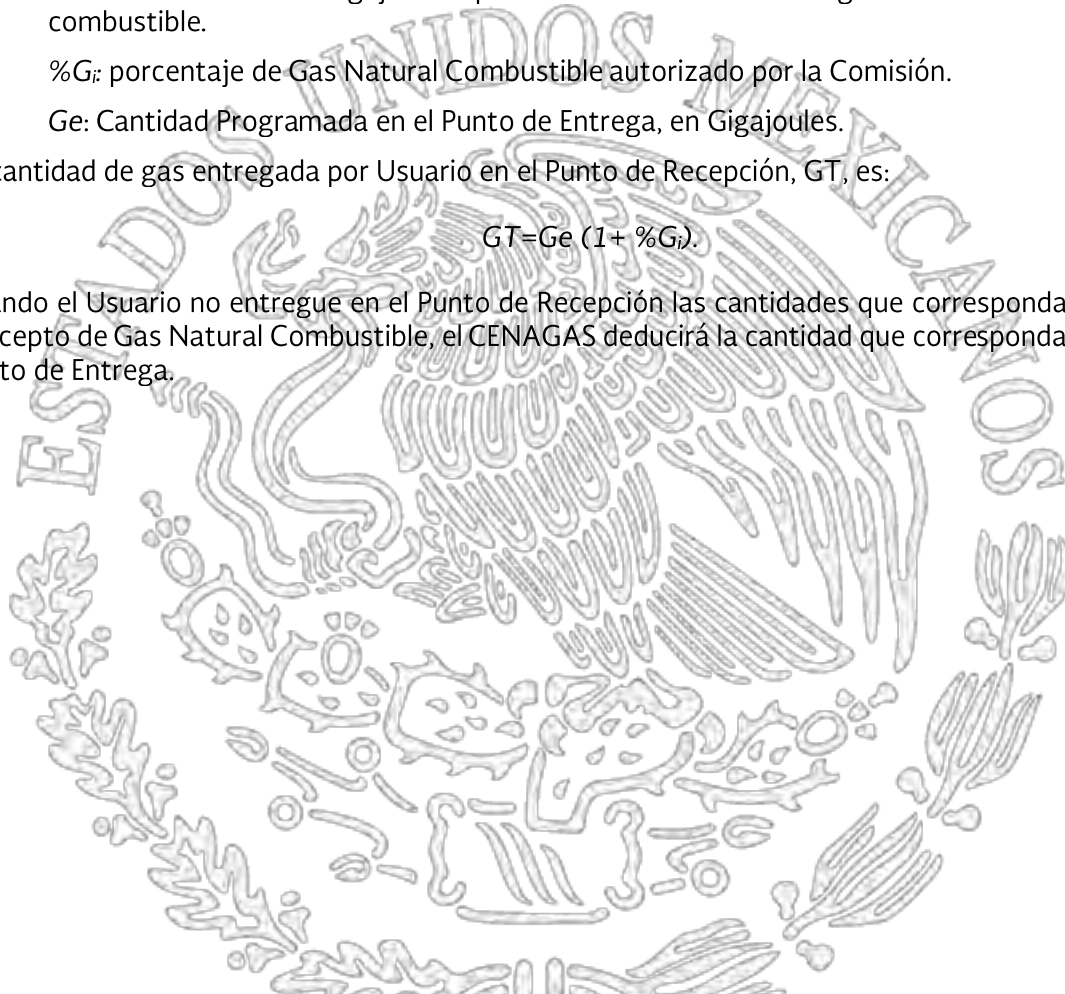 combustible.
%Gᵢ: porcentaje de Gas Natural Combustible autorizado por la Comisión.
Ge: Cantidad Programada en el Punto de Entrega, en Gigajoules.
cantidad de gas entregada por Usuario en el Punto de Recepción, GT, es:
GT=Ge (1+ %Gᵢ).
ndo el Usuario no entregue en el Punto de Recepción las cantidades que corresponda
cepto de Gas Natural Combustible, el CENAGAS deducirá la cantidad que corresponda
to de Entrega.
ESTADOS UNIDOS MEXICANOS